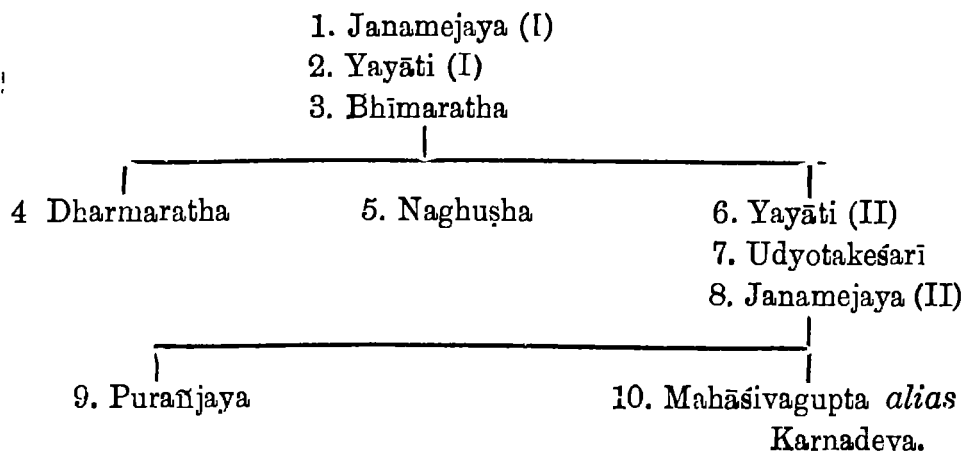 1. Janamejaya (I)
2. Yayāti (I)
3. Bhīmaratha
4 Dharmaratha 5. Naghuṣha 6. Yayāti (II)
7. Udyotakeśarī
8. Janamejaya (II)
9. Purañjaya 10. Mahāśivagupta alias
Karnadeva.